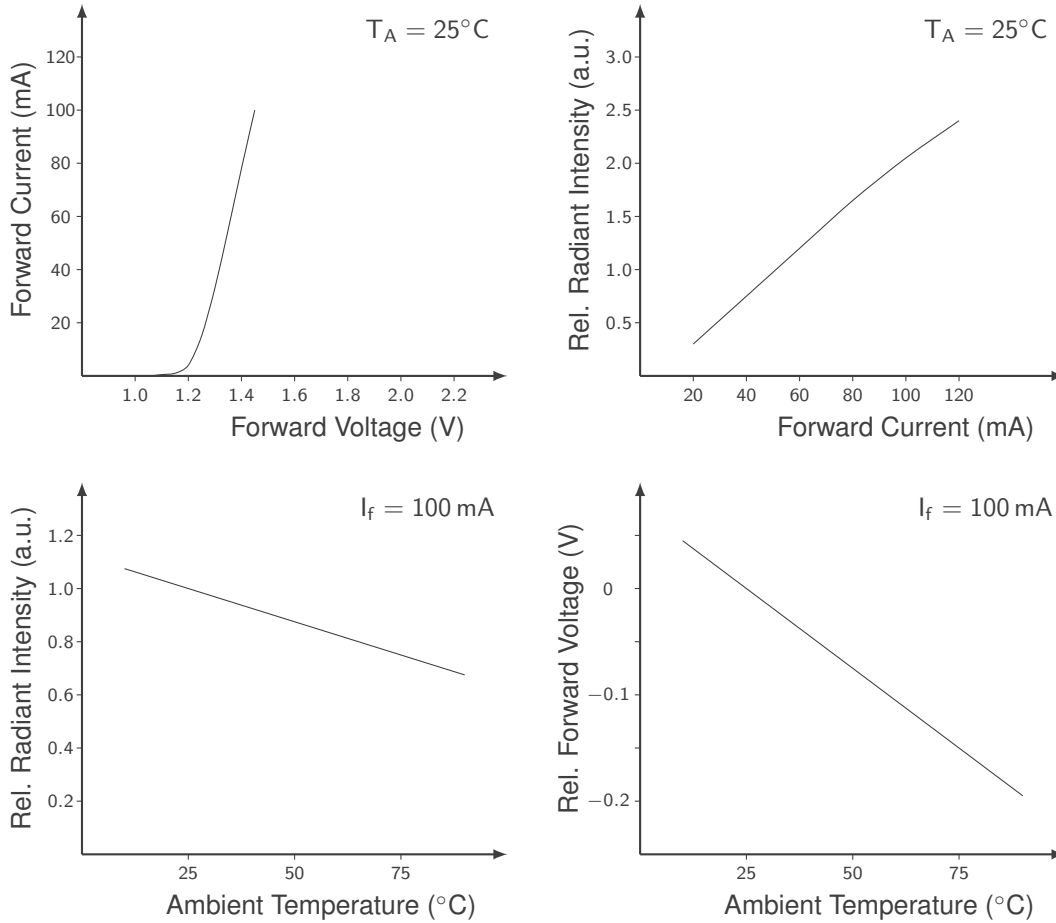 T_A = 25°C
Forward Current (mA)
120
100
80
60
40
20
1.0 1.2 1.4 1.6 1.8 2.0 2.2
Forward Voltage (V)
T_A = 25°C
Rel. Radiant Intensity (a.u.)
3.0
2.5
2.0
1.5
1.0
0.5
20 40 60 80 100 120
Forward Current (mA)
I_f = 100 mA
Rel. Radiant Intensity (a.u.)
1.2
1.0
0.8
0.6
0.4
0.2
25 50 75
Ambient Temperature (°C)
I_f = 100 mA
Rel. Forward Voltage (V)
0
−0.1
−0.2
25 50 75
Ambient Temperature (°C)